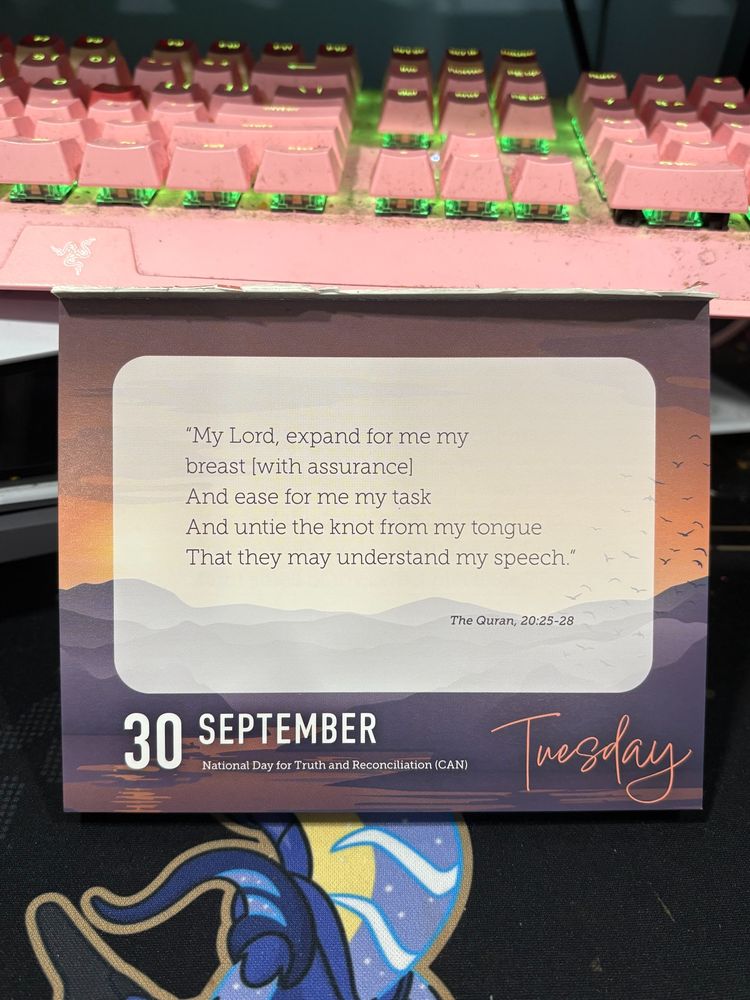 “My Lord, expand for me my
breast [with assurance]
And ease for me my task
And untie the knot from my tongue
That they may understand my speech.”
The Quran, 20:25-28
30 SEPTEMBER
National Day for Truth and Reconciliation (CAN)
Tuesday